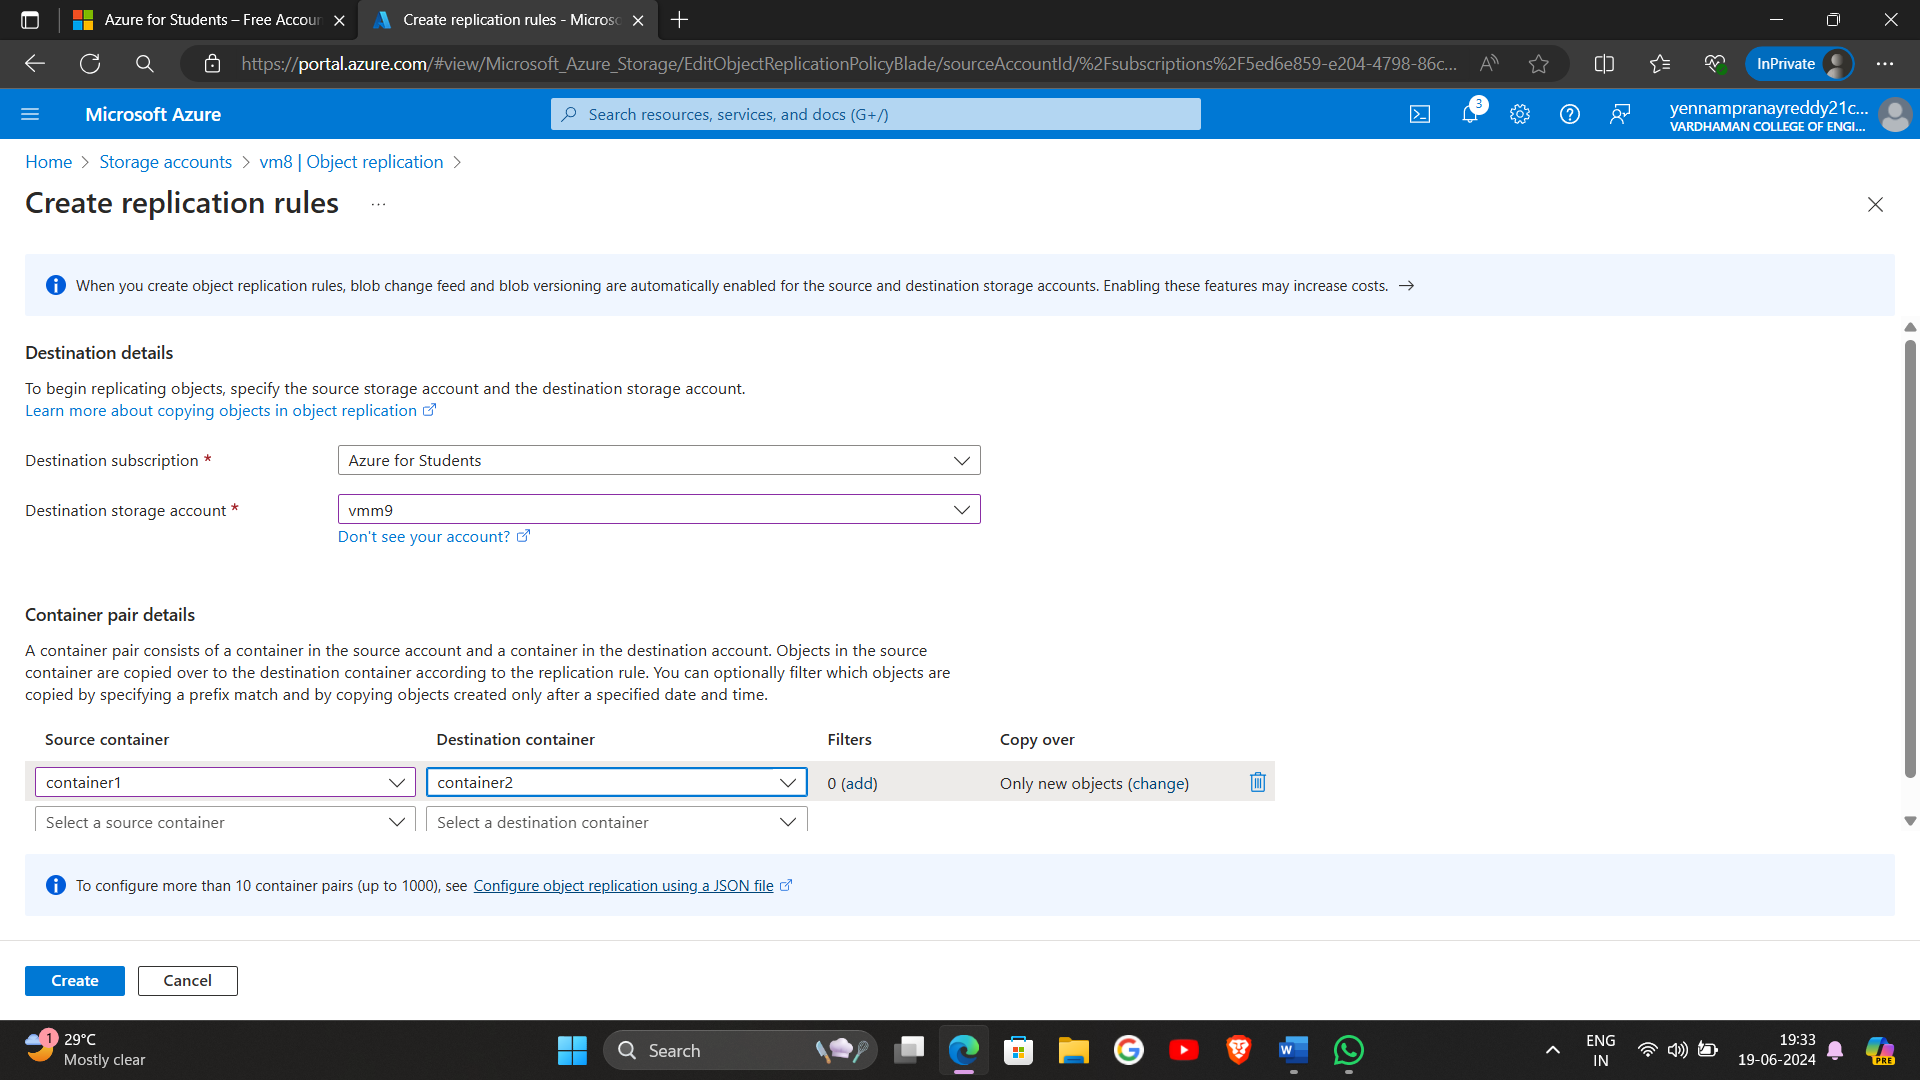 Azure for Students – Free Accoun
Create replication rules - Microso
https://portal.azure.com/#view/Microsoft_Azure_Storage/EditObjectReplicationPolicyBlade/sourceAccountId/%2Fsubscriptions%2F5ed6e859-e204-4798-86c...
InPrivate
Microsoft Azure
Search resources, services, and docs (G+/)
3
yennampranayreddy21c...
VARDHAMAN COLLEGE OF ENGI...
Home > Storage accounts > vm8 | Object replication >
Create replication rules ...
When you create object replication rules, blob change feed and blob versioning are automatically enabled for the source and destination storage accounts. Enabling these features may increase costs. →
Destination details
To begin replicating objects, specify the source storage account and the destination storage account.
Learn more about copying objects in object replication
Destination subscription *
Azure for Students
Destination storage account *
vmm9
Don't see your account?
Container pair details
A container pair consists of a container in the source account and a container in the destination account. Objects in the source
container are copied over to the destination container according to the replication rule. You can optionally filter which objects are
copied by specifying a prefix match and by copying objects created only after a specified date and time.
Source container Destination container Filters Copy over
container1 container2 0 (add) Only new objects (change)
Select a source container Select a destination container
To configure more than 10 container pairs (up to 1000), see Configure object replication using a JSON file
Create Cancel
1
29°C
Mostly clear
Search
W
ENG
IN
19:33
19-06-2024
PRE